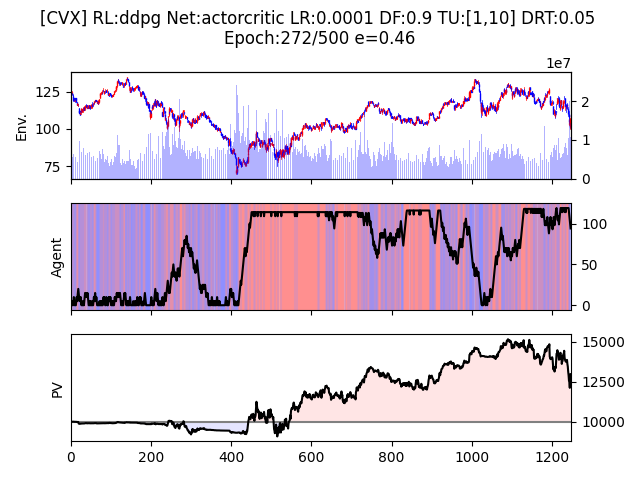 [CVX] RL:ddpg Net:actorcritic LR:0.0001 DF:0.9 TU:[1,10] DRT:0.05
Epoch:272/500 e=0.46
1e7
Env.
125
100
75
2
1
0
Agent
100
50
0
PV
15000
12500
10000
0 200 400 600 800 1000 1200